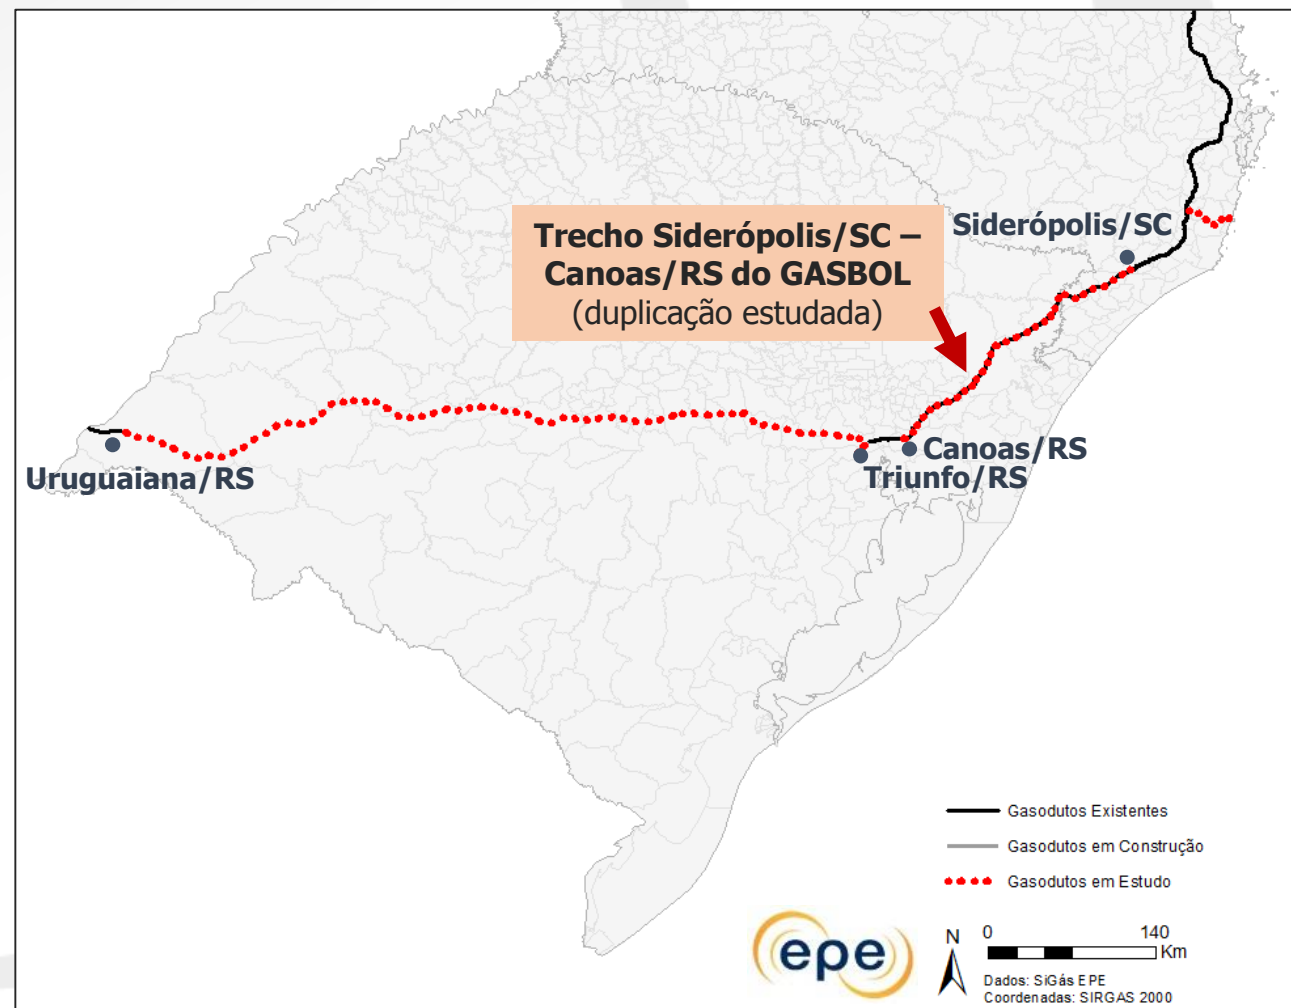 Trecho Siderópolis/SC –
Canoas/RS do GASBOL
(duplicação estudada)
Siderópolis/SC
Uruguaiana/RS
Canoas/RS
Triunfo/RS
Gasodutos Existentes
Gasodutos em Construção
Gasodutos em Estudo
epe
N
0 140
Km
Dados: SiGás EPE
Coordenadas: SIRGAS 2000